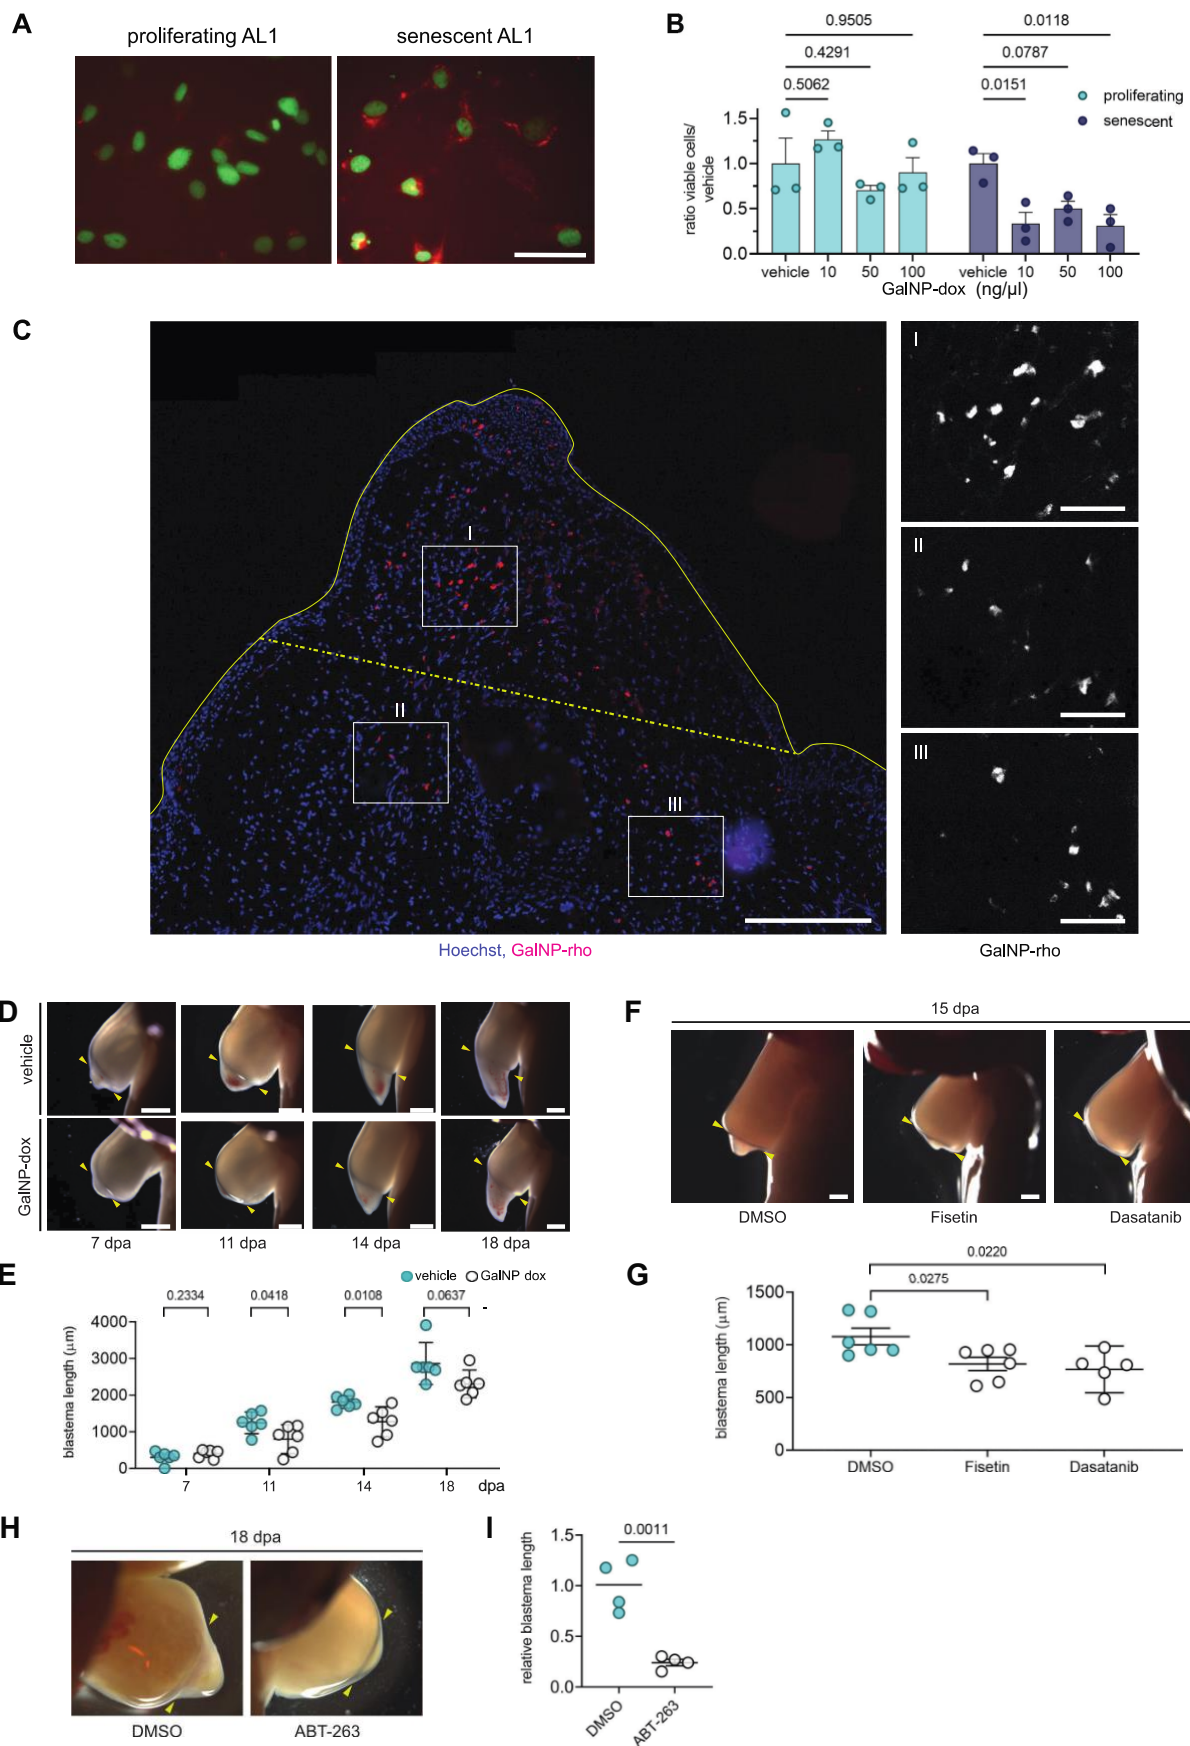 A
proliferating AL1
senescent AL1
B
0.9505
0.0118
0.4291
0.0787
0.5062
0.0151
proliferating
senescent
ratio viable cells/
vehicle
1.5
1.0
0.5
0.0
vehicle 10 50 100
vehicle 10 50 100
GalNP-dox (ng/µl)
C
I
II
III
I
II
III
Hoechst, GalNP-rho
GalNP-rho
D
vehicle
GalNP-dox
7 dpa
11 dpa
14 dpa
18 dpa
E
vehicle
GalNP dox
0.2334
0.0418
0.0108
0.0637
-
blastema length (µm)
4000
3000
2000
1000
0
7
11
14
18
dpa
F
15 dpa
DMSO
Fisetin
Dasatanib
G
0.0220
0.0275
blastema length (µm)
1500
1000
500
0
DMSO
Fisetin
Dasatanib
H
18 dpa
DMSO
ABT-263
I
0.0011
relative blastema length
1.5
1.0
0.5
0.0
DMSO
ABT-263